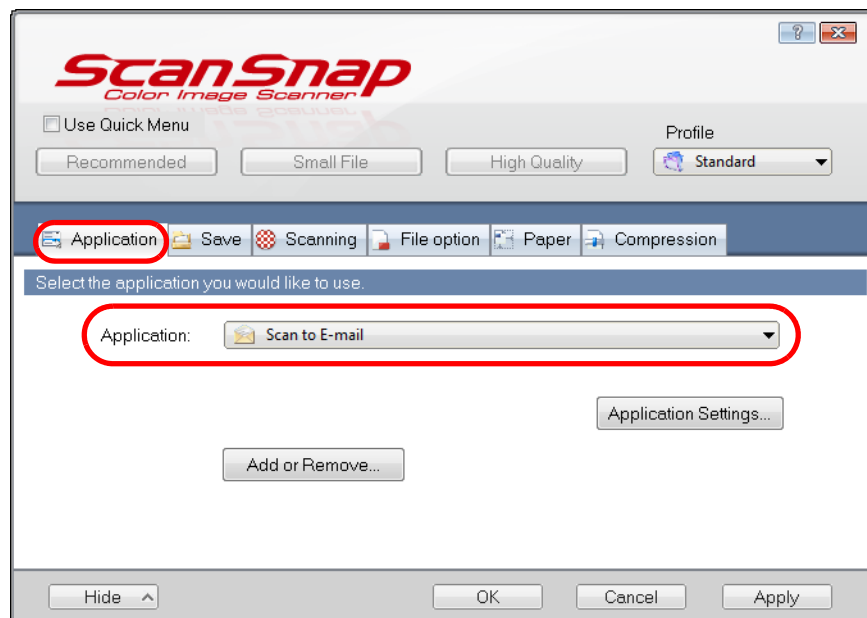 ScanSnap
Color Image Scanner
Use Quick Menu
Profile
Recommended Small File High Quality Standard
Application Save Scanning File option Paper Compression
Select the application you would like to use.
Application: Scan to E-mail
Application Settings...
Add or Remove...
Hide OK Cancel Apply